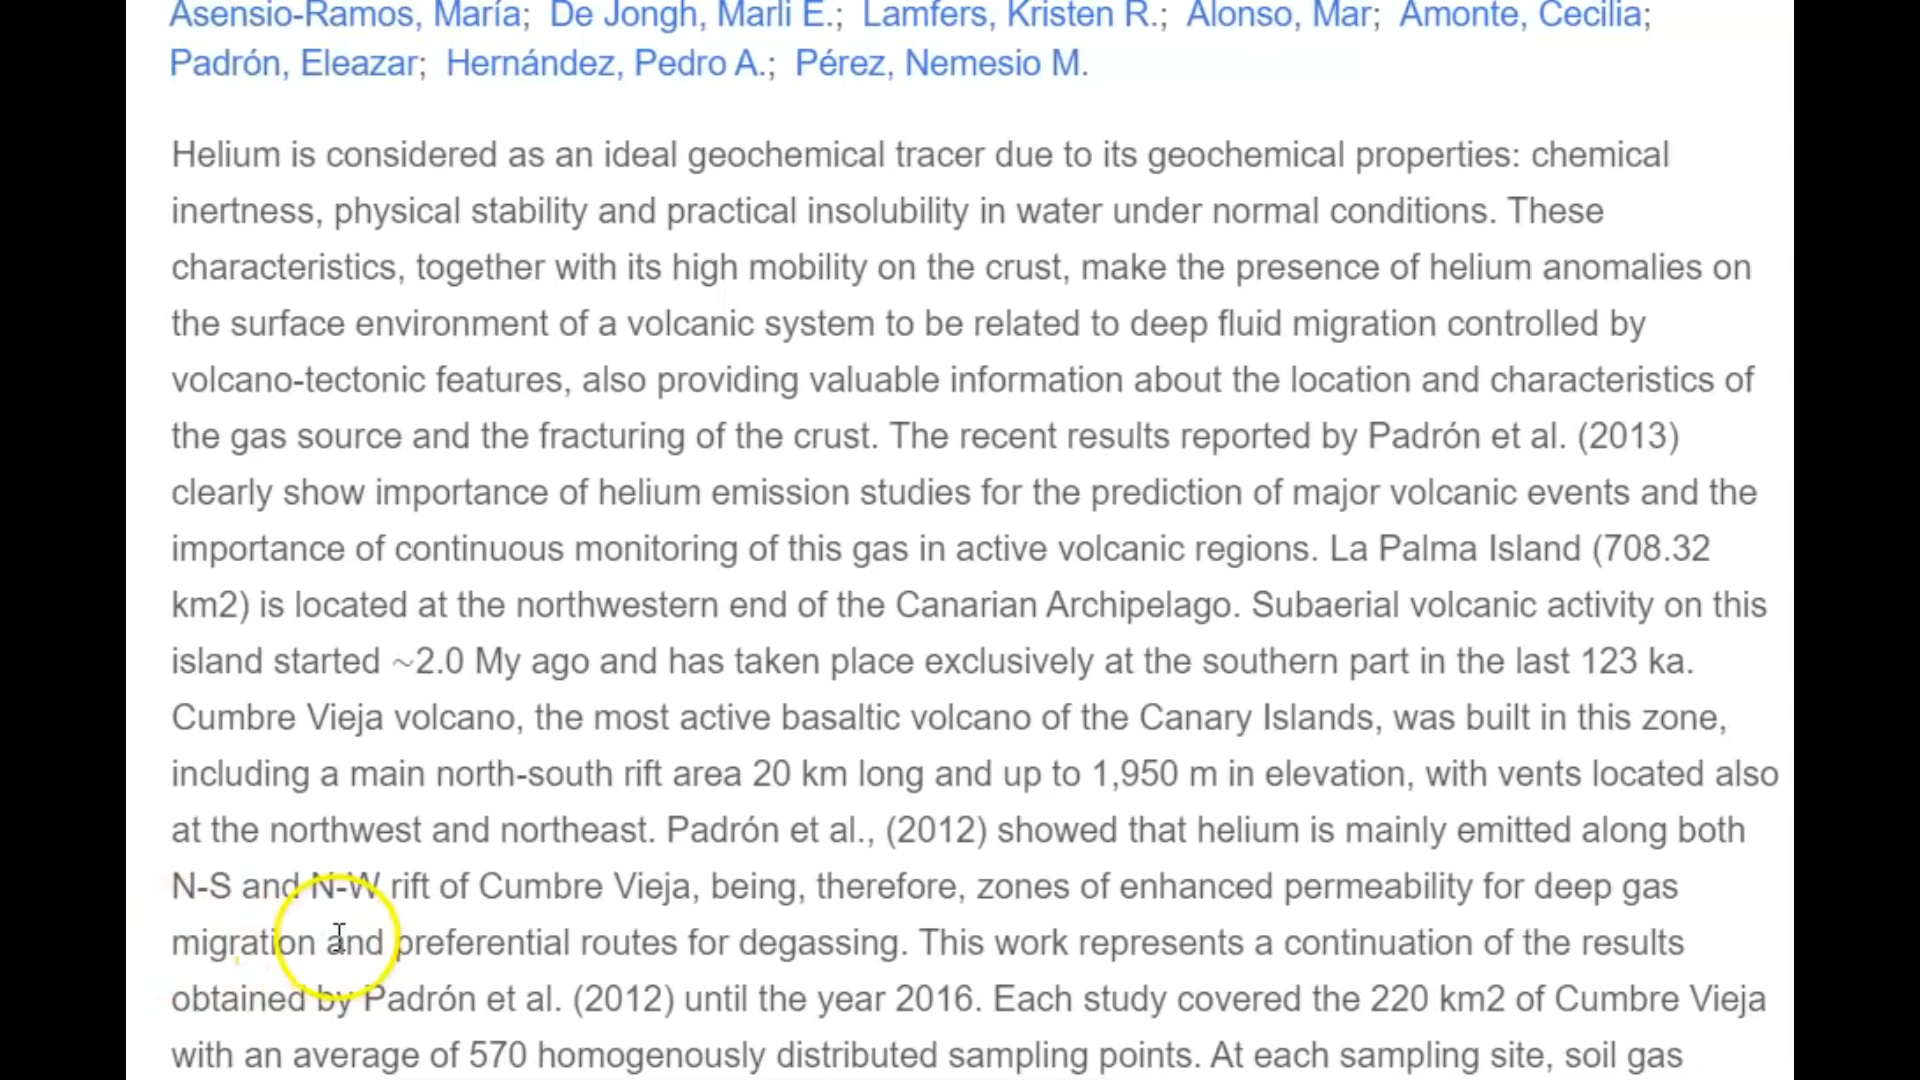 Asensio-Ramos, María; De Jongh, Marli E.; Lamfers, Kristen R.; Alonso, Mar; Amonte, Cecilia;
Padrón, Eleazar; Hernández, Pedro A.; Pérez, Nemesio M.
Helium is considered as an ideal geochemical tracer due to its geochemical properties: chemical
inertness, physical stability and practical insolubility in water under normal conditions. These
characteristics, together with its high mobility on the crust, make the presence of helium anomalies on
the surface environment of a volcanic system to be related to deep fluid migration controlled by
volcano-tectonic features, also providing valuable information about the location and characteristics of
the gas source and the fracturing of the crust. The recent results reported by Padrón et al. (2013)
clearly show importance of helium emission studies for the prediction of major volcanic events and the
importance of continuous monitoring of this gas in active volcanic regions. La Palma Island (708.32
km2) is located at the northwestern end of the Canarian Archipelago. Subaerial volcanic activity on this
island started ~2.0 My ago and has taken place exclusively at the southern part in the last 123 ka.
Cumbre Vieja volcano, the most active basaltic volcano of the Canary Islands, was built in this zone,
including a main north-south rift area 20 km long and up to 1,950 m in elevation, with vents located also
at the northwest and northeast. Padrón et al., (2012) showed that helium is mainly emitted along both
N-S and N-W rift of Cumbre Vieja, being, therefore, zones of enhanced permeability for deep gas
migration and preferential routes for degassing. This work represents a continuation of the results
obtained by Padrón et al. (2012) until the year 2016. Each study covered the 220 km2 of Cumbre Vieja
with an average of 570 homogenously distributed sampling points. At each sampling site, soil gas